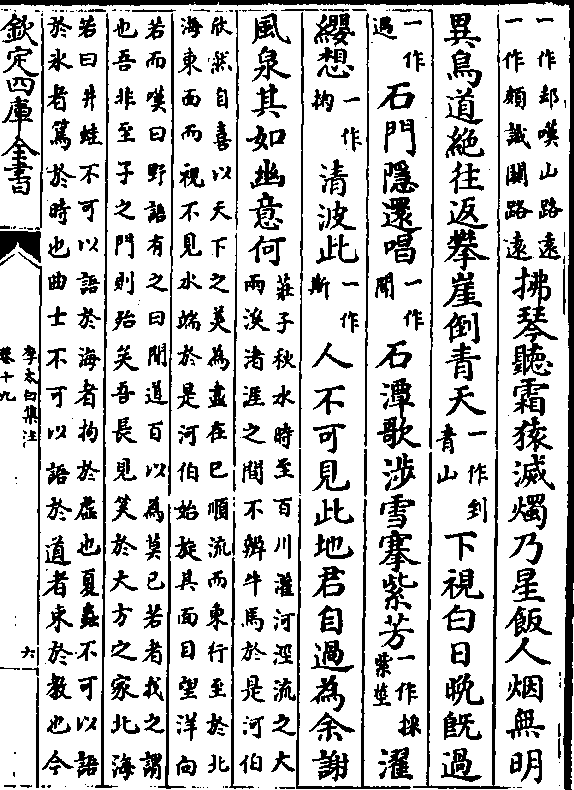 一作却嘆山路遠
一作頗識關路遠
拂琴聽霜猿滅燭乃星飯人烟無明
異鳥道絶往返攀崖倒青天
一作到
青山
下視白日晩既過
一作
遇
石門隱還唱
一作
聞
石潭歌涉雪搴紫芳
一作採
紫莖
濯
纓想
一作
拘
清波此
一作
斯
人不可見此地君自過為余謝
風泉其如幽意何
莊子秋水時至百川灌河涇流之大
兩涘渚涯之間不辨牛馬於是河伯
欣然自喜以天下之美為盡在已順流而東行至於北
海東面而視不見水端於是河伯始旋其面目望洋向
若而嘆曰野語有之曰聞道百以為莫已若者我之謂
也吾非至子之門則殆矣吾長見笑於大方之家北海
若曰井蛙不可以語於海者拘於虚也夏蟲不可以語
於氷者篤於時也曲士不可以語於道者束於教也今
欽定四庫全書
李太白集注
卷十九
六